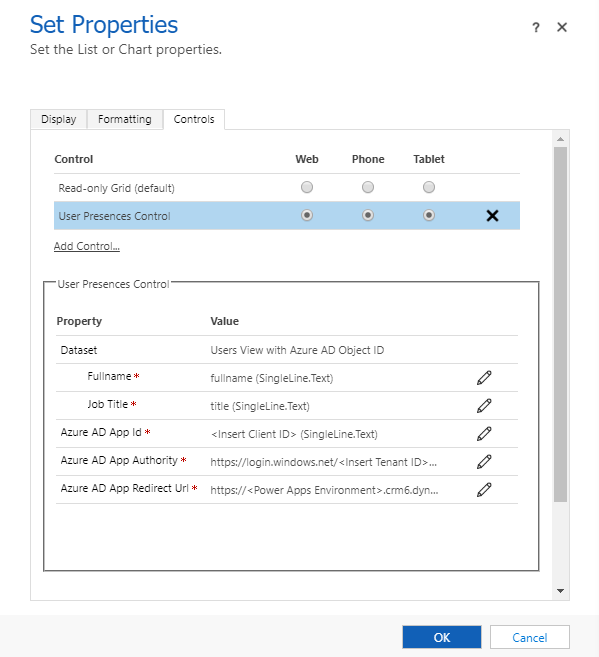 Set Properties
?
Set the List or Chart properties.
Display Formatting Controls
Control Web Phone Tablet
Read-only Grid (default)
User Presences Control
Add Control...
User Presences Control
Property Value
Dataset Users View with Azure AD Object ID
Fullname * fullname (SingleLine.Text)
Job Title * title (SingleLine.Text)
Azure AD App Id * <Insert Client ID> (SingleLine.Text)
Azure AD App Authority * https://login.windows.net/<Insert Tenant ID>...
Azure AD App Redirect Url * https://<Power Apps Environment>.crm6.dyn...
OK Cancel